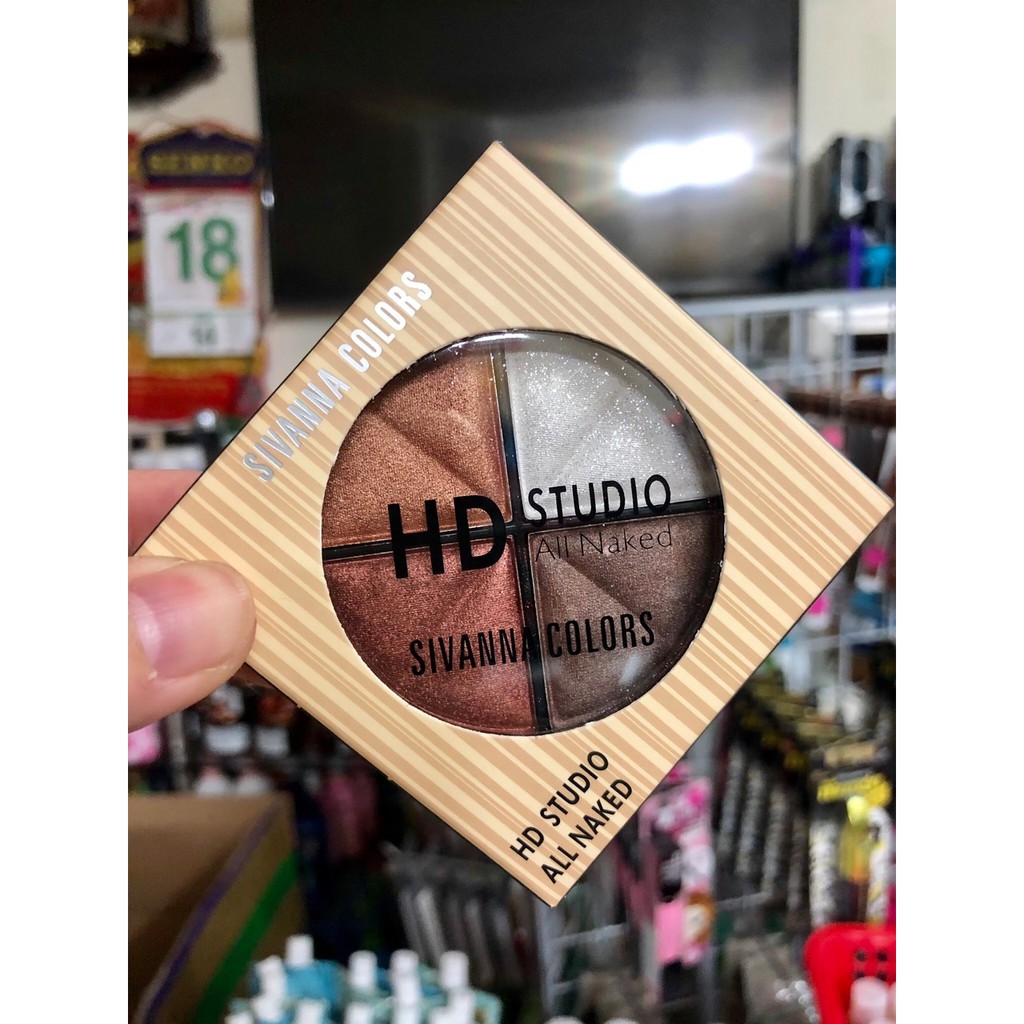 18
SIVANNA COLORS
HD STUDIO
All Naked
SIVANNA COLORS
HD STUDIO
ALL NAKED